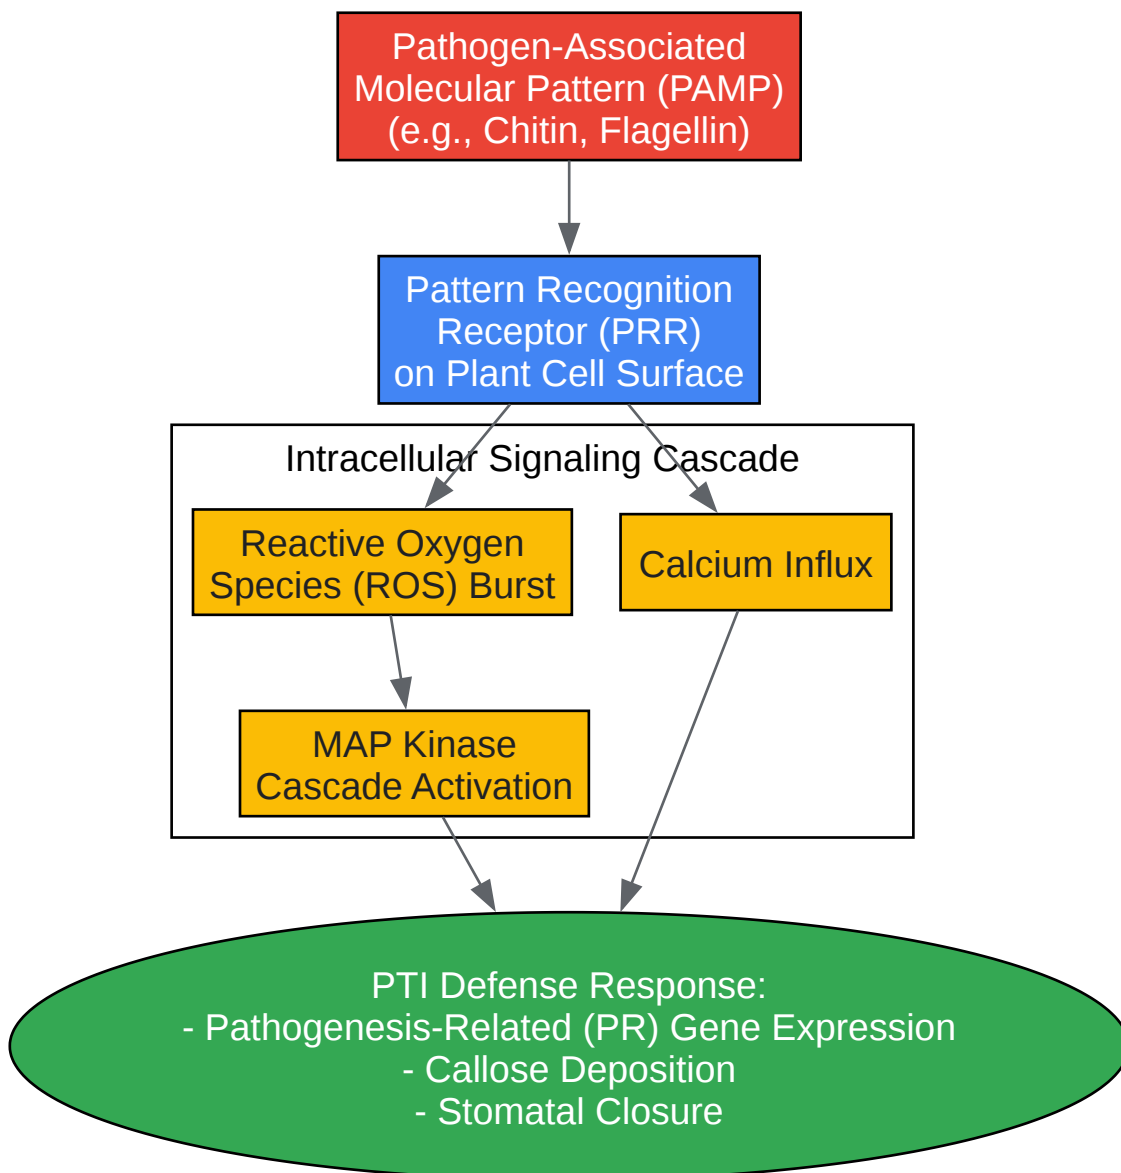 Pathogen-Associated
Molecular Pattern (PAMP)
(e.g., Chitin, Flagellin)
Pattern Recognition
Receptor (PRR)
on Plant Cell Surface
Intracellular Signaling Cascade
Reactive Oxygen
Species (ROS) Burst
Calcium Influx
MAP Kinase
Cascade Activation
PTI Defense Response:
- Pathogenesis-Related (PR) Gene Expression
- Callose Deposition
- Stomatal Closure